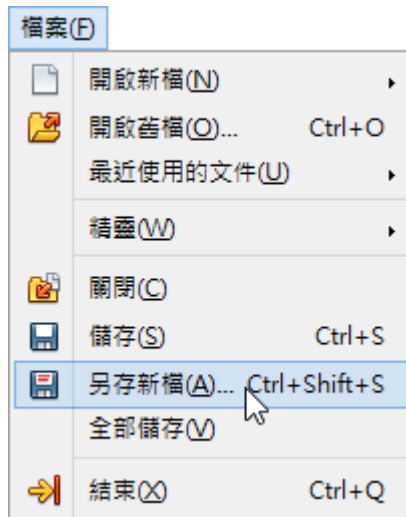 檔案(F)
開啟新檔(N)
開啟舊檔(O)... Ctrl+O
最近使用的文件(U)
精靈(W)
關閉(C)
儲存(S) Ctrl+S
另存新檔(A)... Ctrl+Shift+S
全部儲存(V)
結束(X) Ctrl+Q